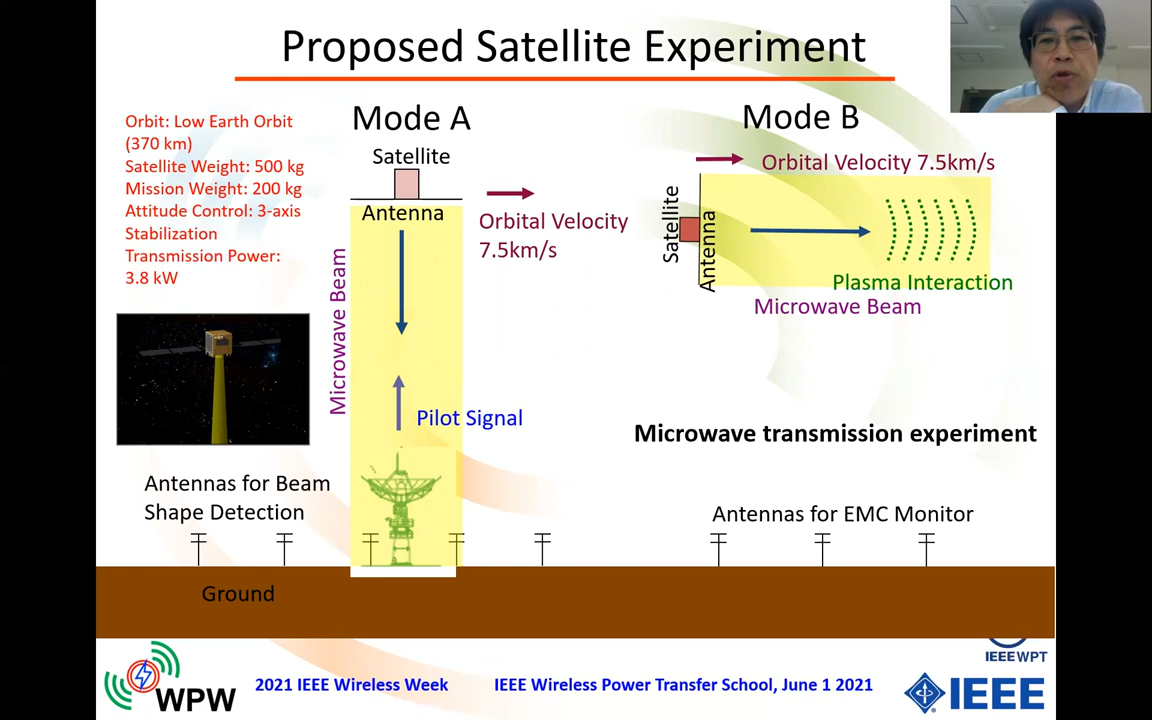 Proposed Satellite Experiment
Orbit: Low Earth Orbit
(370 km)
Satellite Weight: 500 kg
Mission Weight: 200 kg
Attitude Control: 3-axis
Stabilization
Transmission Power:
3.8 kW
Mode A
Satellite
Antenna
Orbital Velocity
7.5km/s
Microwave Beam
Pilot Signal
Mode B
Orbital Velocity 7.5km/s
Satellite
Antenna
Plasma Interaction
Microwave Beam
Microwave transmission experiment
Antennas for Beam
Shape Detection
Antennas for EMC Monitor
Ground
WPW
2021 IEEE Wireless Week
IEEE Wireless Power Transfer School, June 1 2021
IEEE WPT
IEEE